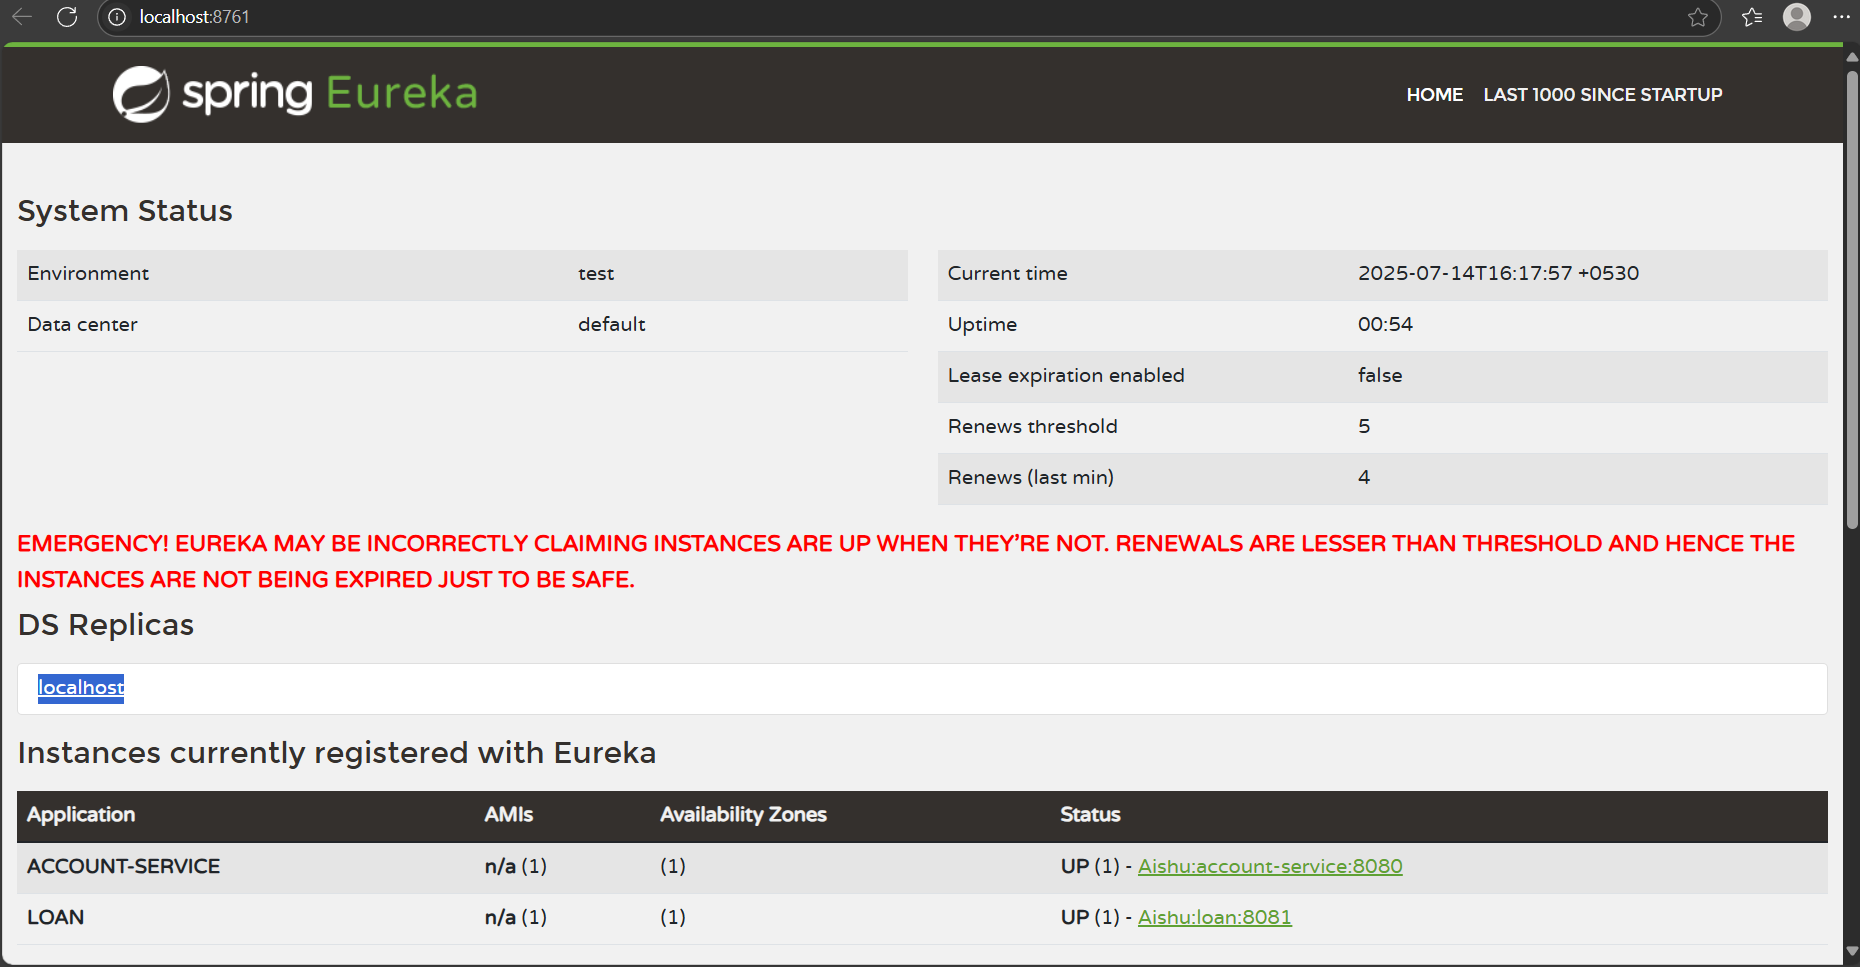 localhost:8761
spring Eureka
HOME LAST 1000 SINCE STARTUP
System Status
Environment test
Data center default
Current time 2025-07-14T16:17:57 +0530
Uptime 00:54
Lease expiration enabled false
Renews threshold 5
Renews (last min) 4
EMERGENCY! EUREKA MAY BE INCORRECTLY CLAIMING INSTANCES ARE UP WHEN THEY'RE NOT. RENEWALS ARE LESSER THAN THRESHOLD AND HENCE THE
INSTANCES ARE NOT BEING EXPIRED JUST TO BE SAFE.
DS Replicas
localhost
Instances currently registered with Eureka
Application AMIs Availability Zones Status
ACCOUNT-SERVICE n/a (1) (1) UP (1) - Aishu:account-service:8080
LOAN n/a (1) (1) UP (1) - Aishu:loan:8081